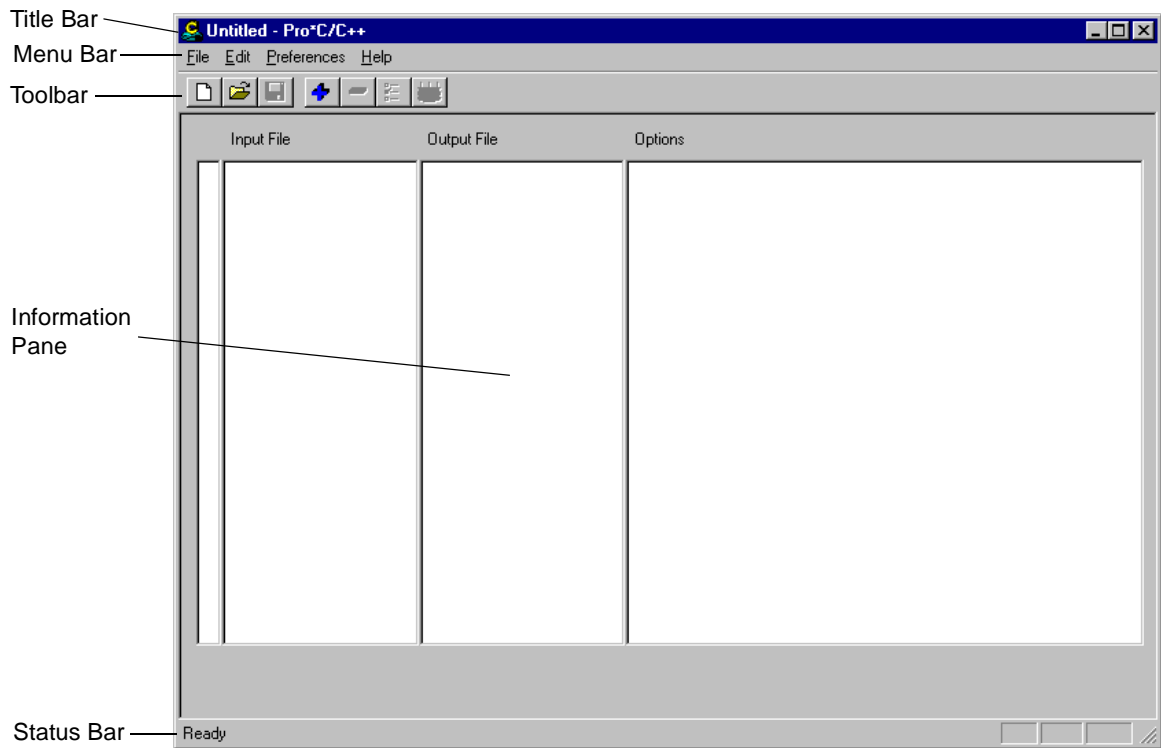 Title Bar
Untitled - Pro*C/C++
Menu Bar
File Edit Preferences Help
Toolbar
Input File Output File Options
Information
Pane
Status Bar
Ready